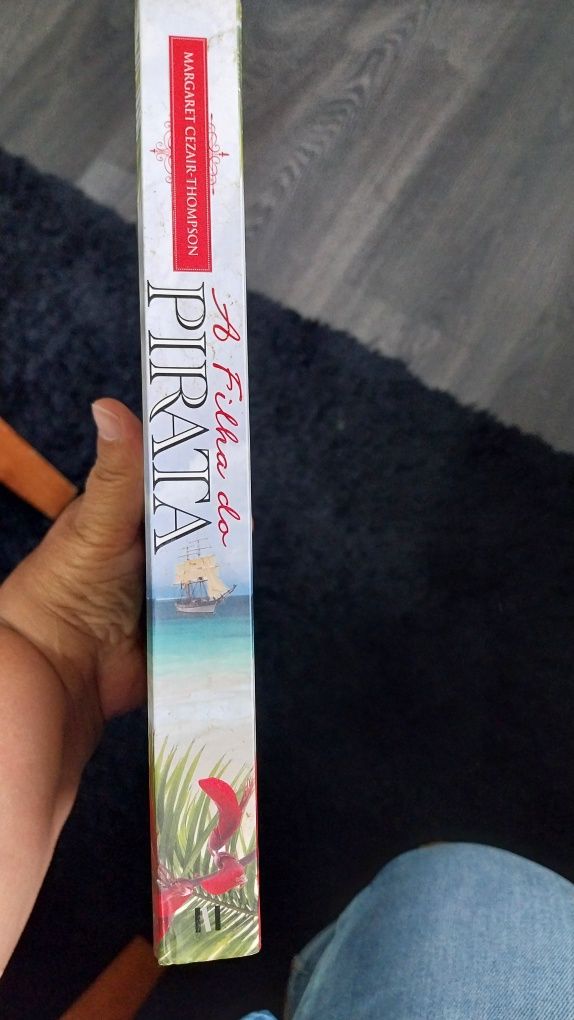 MARGARET CEZAIR-THOMPSON
A Filha do
PIRATA